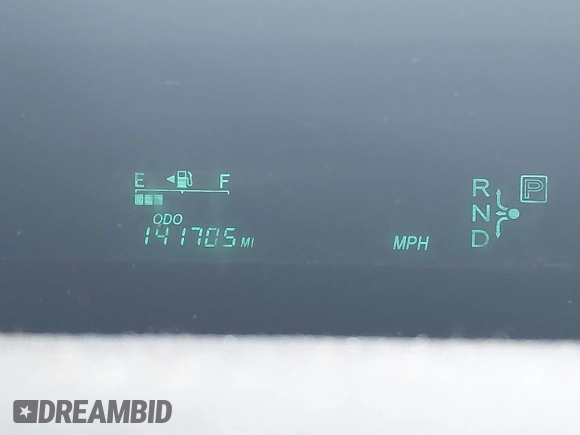 E F
R P
ODO
N
141705 MI
MPH
D
DREAMBID